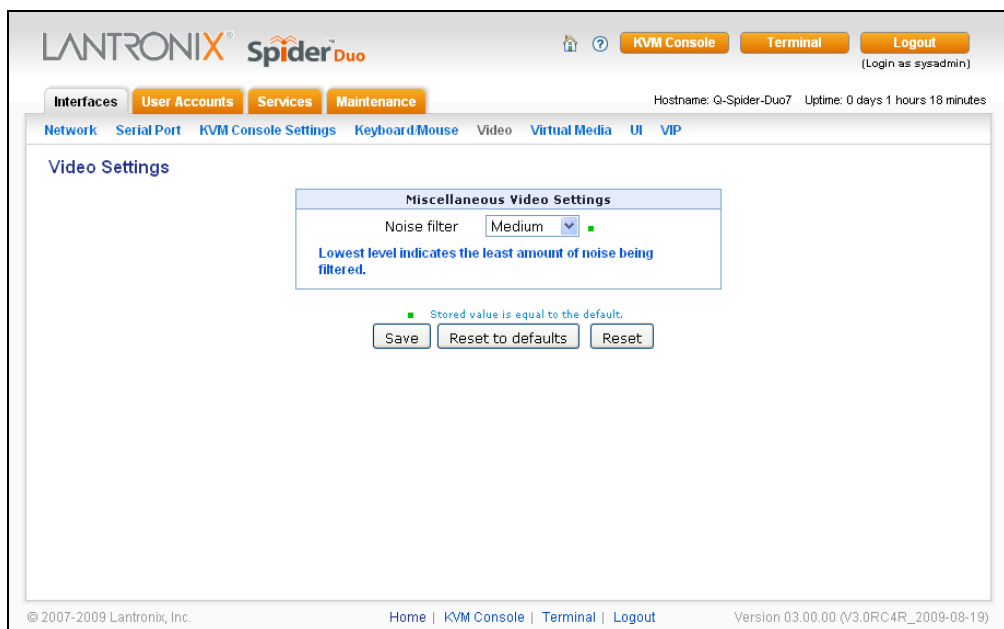 LANTRONIX® Spider™ Duo
KVM Console Terminal Logout
(Login as sysadmin)
Interfaces User Accounts Services Maintenance
Hostname: Q-Spider-Duo7 Uptime: 0 days 1 hours 18 minutes
Network Serial Port KVM Console Settings Keyboard/Mouse Video Virtual Media UI VIP
Video Settings
Miscellaneous Video Settings
Noise filter Medium
Lowest level indicates the least amount of noise being
filtered.
Stored value is equal to the default.
Save Reset to defaults Reset
© 2007-2009 Lantronix, Inc.
Home | KVM Console | Terminal | Logout
Version 03.00.00 (V3.0RC4R_2009-08-19)